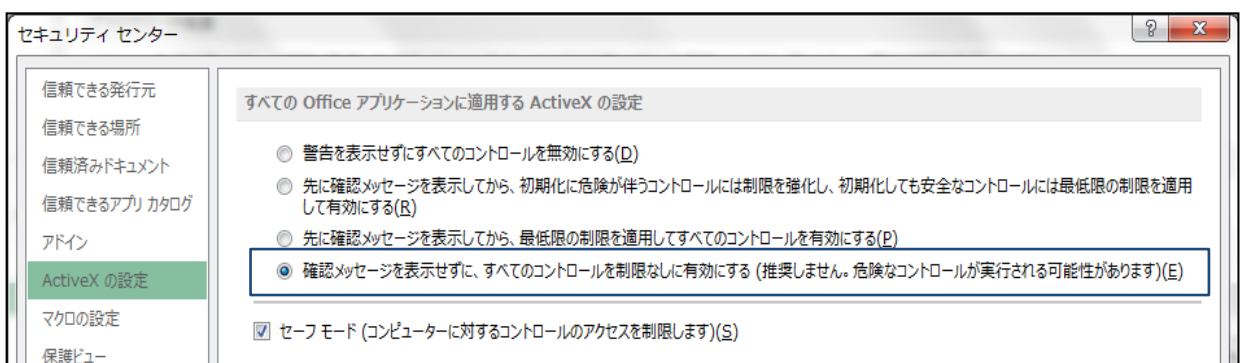 セキュリティ センター
信頼できる発行元
信頼できる場所
信頼済みドキュメント
信頼できるアプリ カタログ
アドイン
ActiveX の設定
マクロの設定
保護ビュー
すべての Office アプリケーションに適用する ActiveX の設定
警告を表示せずにすべてのコントロールを無効にする(D)
先に確認メッセージを表示してから、初期化に危険が伴うコントロールには制限を強化し、初期化しても安全なコントロールには最低限の制限を適用
して有効にする(R)
先に確認メッセージを表示してから、最低限の制限を適用してすべてのコントロールを有効にする(P)
確認メッセージを表示せずに、すべてのコントロールを制限なしに有効にする (推奨しません。危険なコントロールが実行される可能性があります)(E)
セーフ モード (コンピューターに対するコントロールのアクセスを制限します)(S)